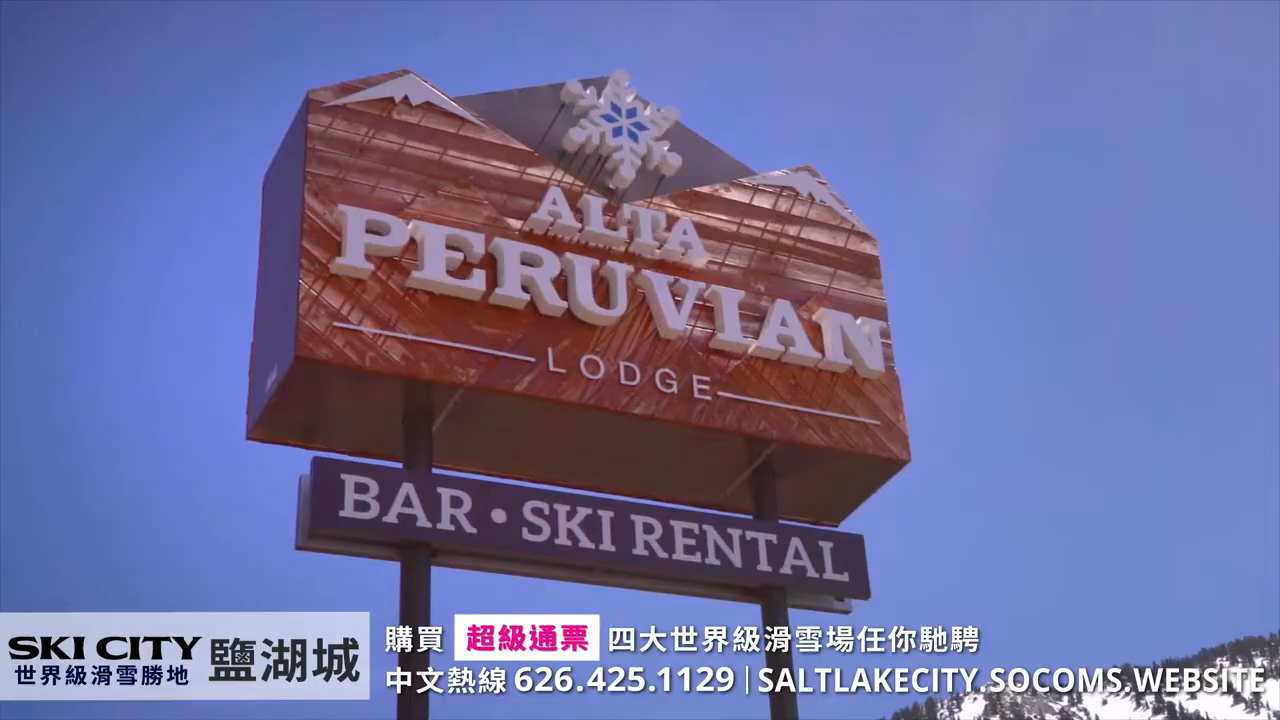 ALTA
PERUVIAN
LODGE
BAR • SKI RENTAL
SKI CITY
世界級滑雪勝地
鹽湖城
購買 超級通票 四大世界級滑雪場任你馳騁
中文熱線 626.425.1129 | SALTLAKECITY.SOCOMS.WEBSITE